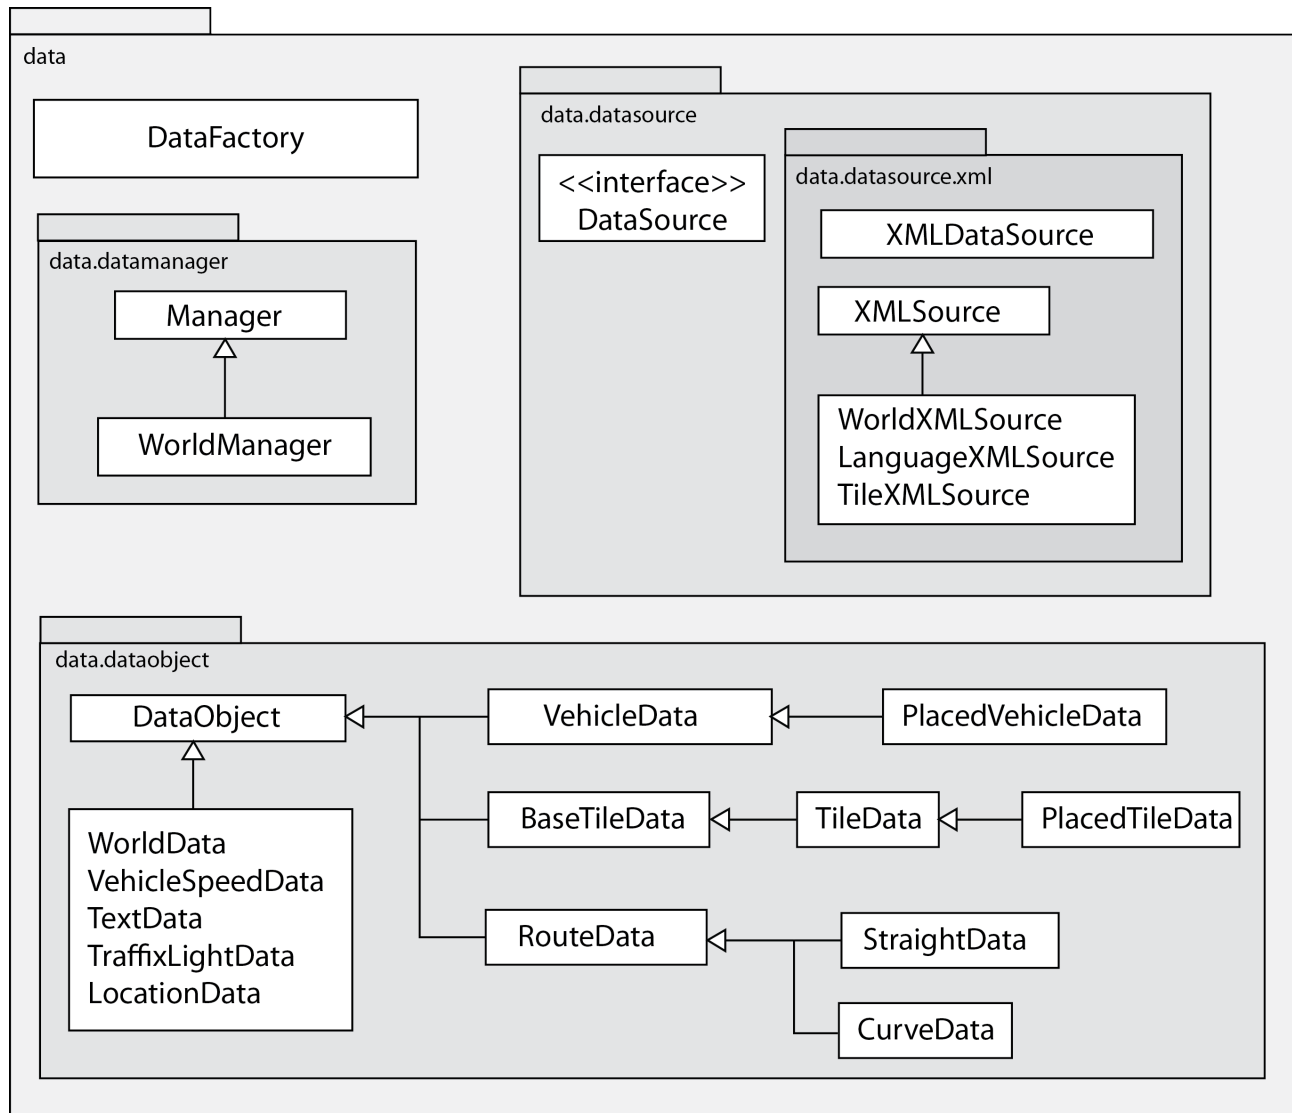 data
DataFactory
data.datamanager
Manager
WorldManager
data.datasource
<<interface>>
DataSource
data.datasource.xml
XMLDataSource
XMLSource
WorldXMLSource
LanguageXMLSource
TileXMLSource
data.dataobject
DataObject
VehicleData
PlacedVehicleData
BaseTileData
TileData
PlacedTileData
WorldData
VehicleSpeedData
TextData
TraffixLightData
LocationData
RouteData
StraightData
CurveData